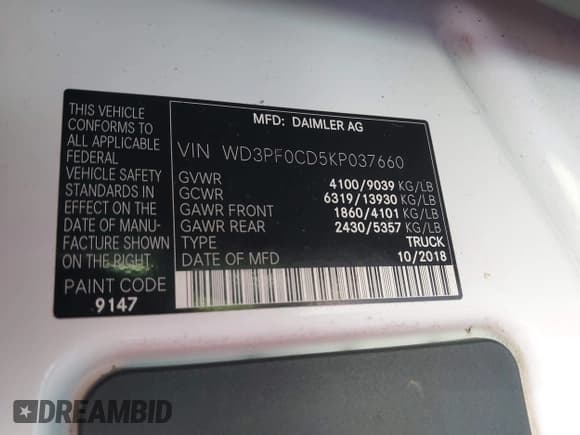 MFD: DAIMLER AG
THIS VEHICLE
CONFORMS TO
ALL APPLICABLE
FEDERAL
VEHICLE SAFETY
STANDARDS IN
EFFECT ON THE
DATE OF MANU-
FACTURE SHOWN
ON THE RIGHT.
PAINT CODE
9147
VIN WD3PF0CD5KP037660
GVWR 4100/9039 KG/LB
GCWR 6319/13930 KG/LB
GAWR FRONT 1860/4101 KG/LB
GAWR REAR 2430/5357 KG/LB
TYPE TRUCK
DATE OF MFD 10/2018
DREAMBID